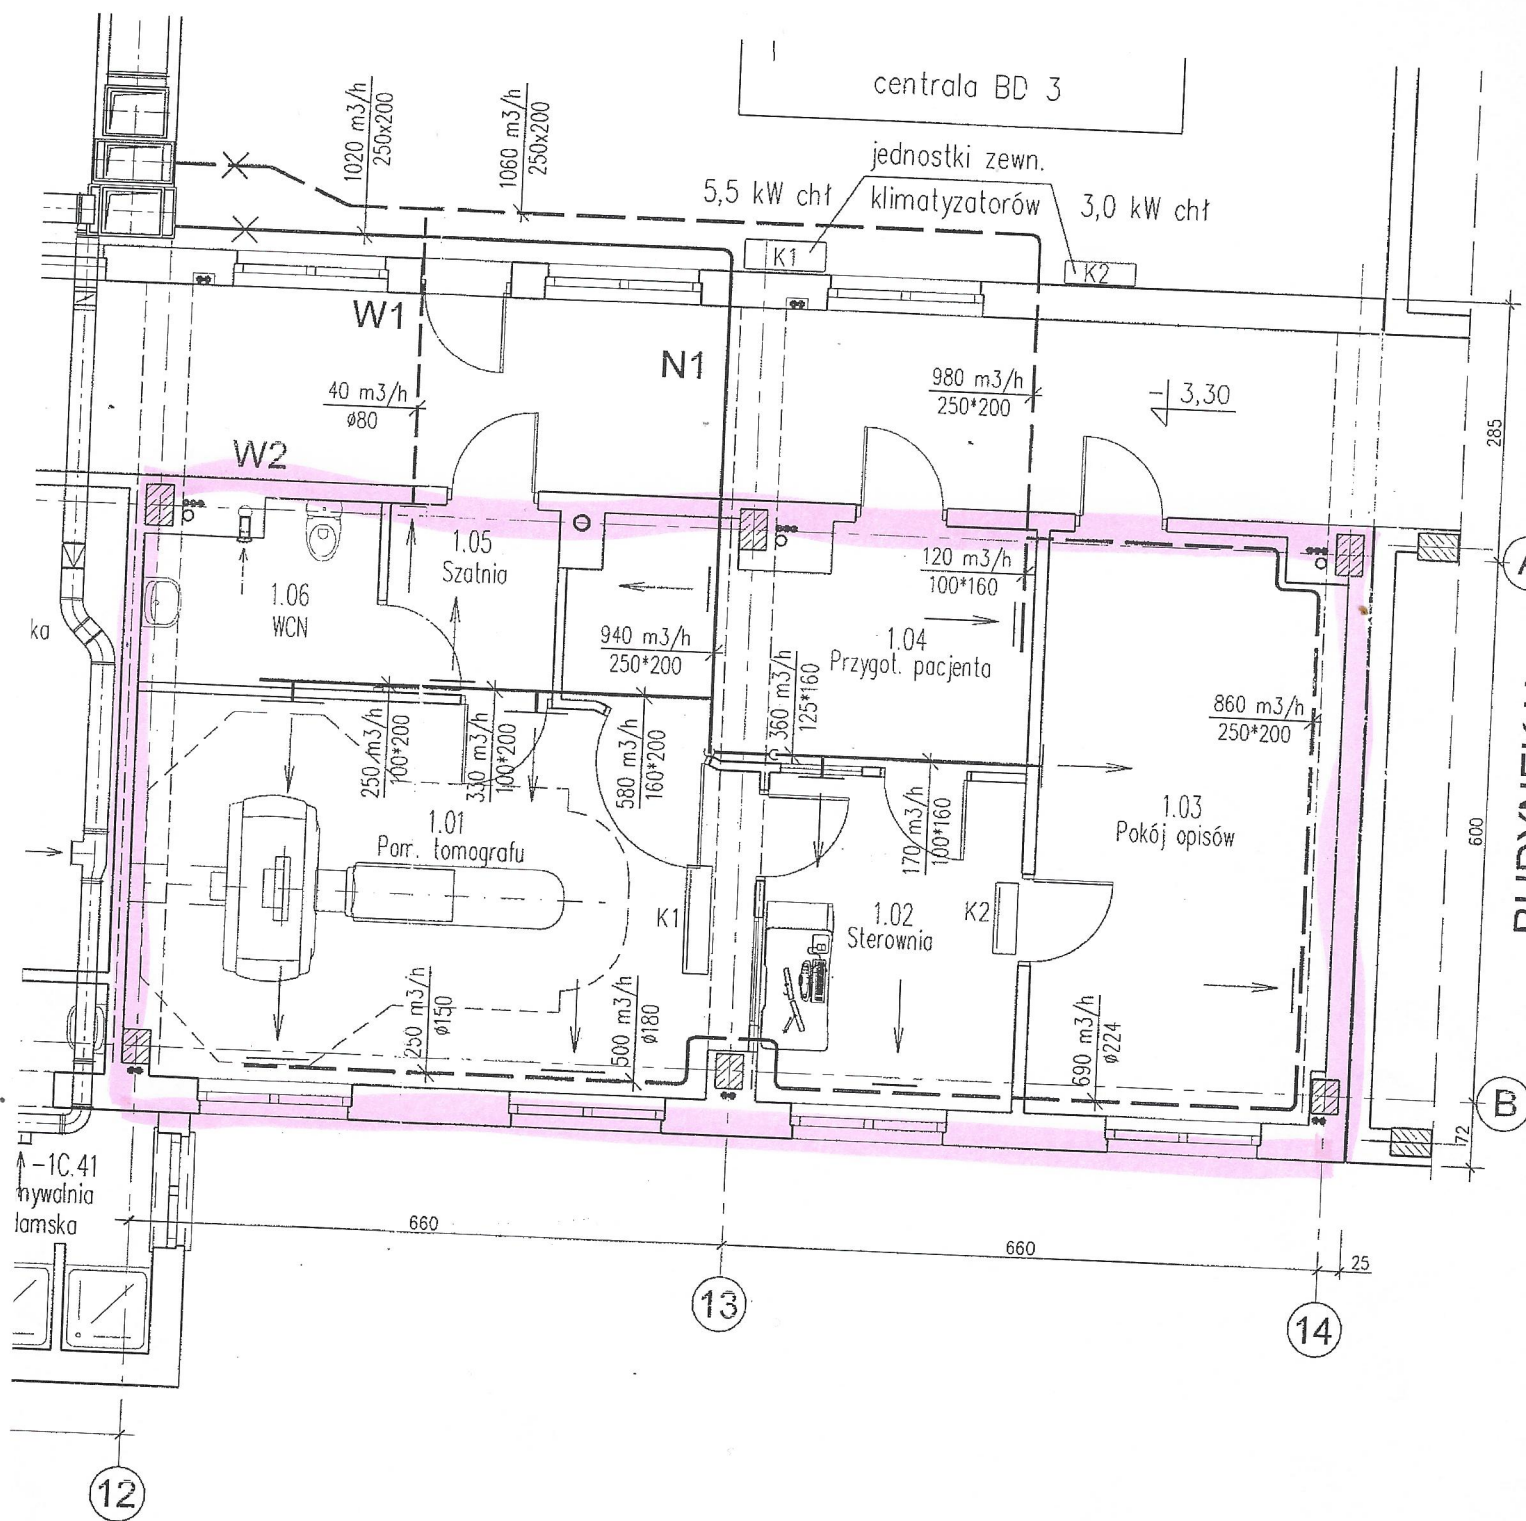 centrala BD 3
1020 m3/h
250x200
1060 m3/h
250x200
jednostki zewn.
klimatyzatorów
5,5 kW chł
3,0 kW chł
K1
K2
W1
N1
40 m3/h
ø80
980 m3/h
250*200
3,30
285
W2
1.05
Szatnia
1.06
WCN
ka
940 m3/h
250*200
120 m3/h
100*160
1.04
Przygot. pacjenta
360 m3/h
125*160
860 m3/h
250*200
250 m3/h
100*200
330 m3/h
100*200
580 m3/h
160*200
170 m3/h
100*160
1.01
Pom. tomografu
1.03
Pokój opisów
600
K1
1.02
Sterownia
K2
250 m3/h
ø150
500 m3/h
ø180
690 m3/h
ø224
A
B
72
-1C.41
mywalnia
damska
660
660
25
13
14
12